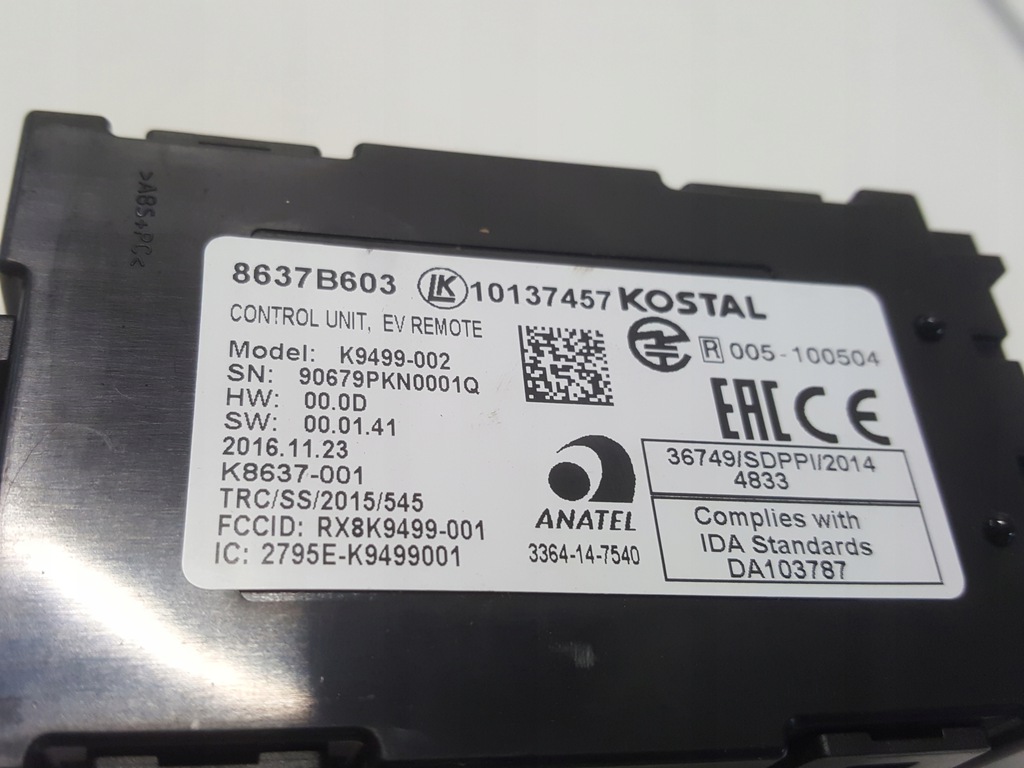 >ABS+PC<
8637B603 LK 10137457 KOSTAL
CONTROL UNIT, EV REMOTE
R 005-100504
Model: K9499-002
SN: 90679PKN0001Q
HW: 00.0D
SW: 00.01.41
2016.11.23
K8637-001
TRC/SS/2015/545
FCCID: RX8K9499-001
IC: 2795E-K9499001
ANATEL
3364-14-7540
EAC CE
36749/SDPPI/2014
4833
Complies with
IDA Standards
DA103787